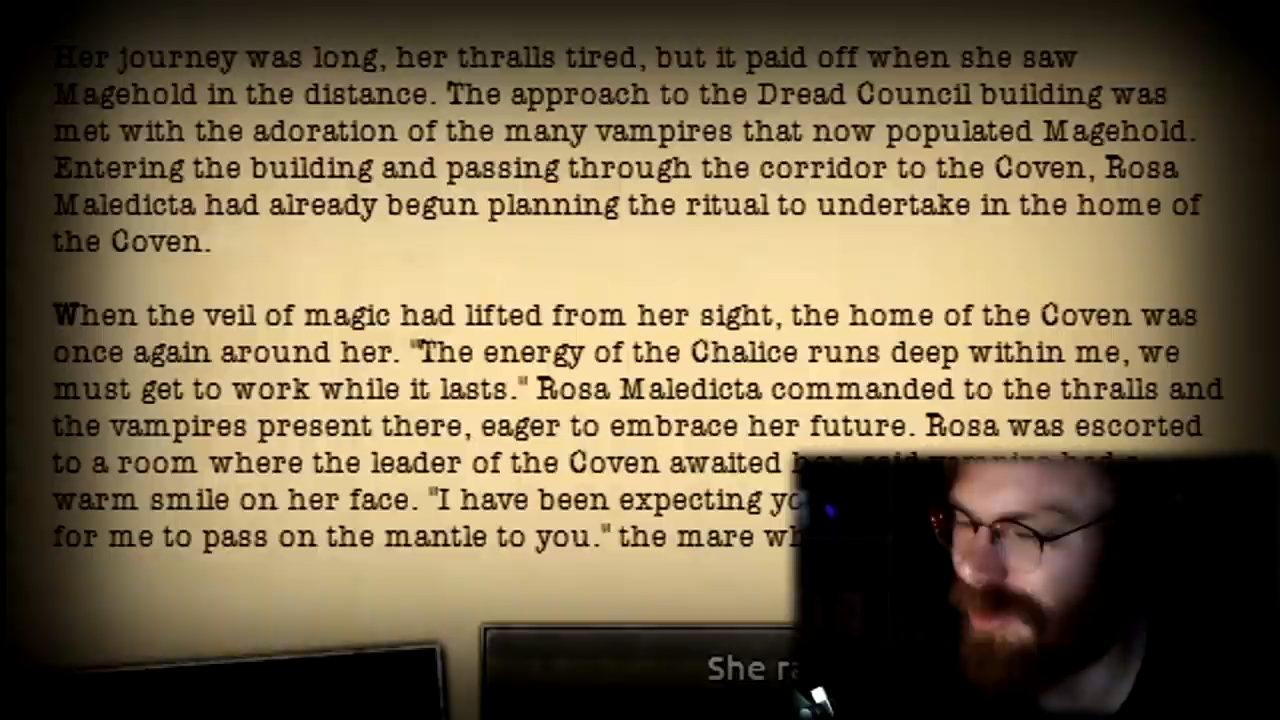 Her journey was long, her thralls tired, but it paid off when she saw
Magehold in the distance. The approach to the Dread Council building was
met with the adoration of the many vampires that now populated Magehold.
Entering the building and passing through the corridor to the Coven, Rosa
Maledicta had already begun planning the ritual to undertake in the home of
the Coven.
When the veil of magic had lifted from her sight, the home of the Coven was
once again around her. "The energy of the Chalice runs deep within me, we
must get to work while it lasts." Rosa Maledicta commanded to the thralls and
the vampires present there, eager to embrace her future. Rosa was escorted
to a room where the leader of the Coven awaited
warm smile on her face. "I have been expecting
for me to pass on the mantle to you." the mare
She